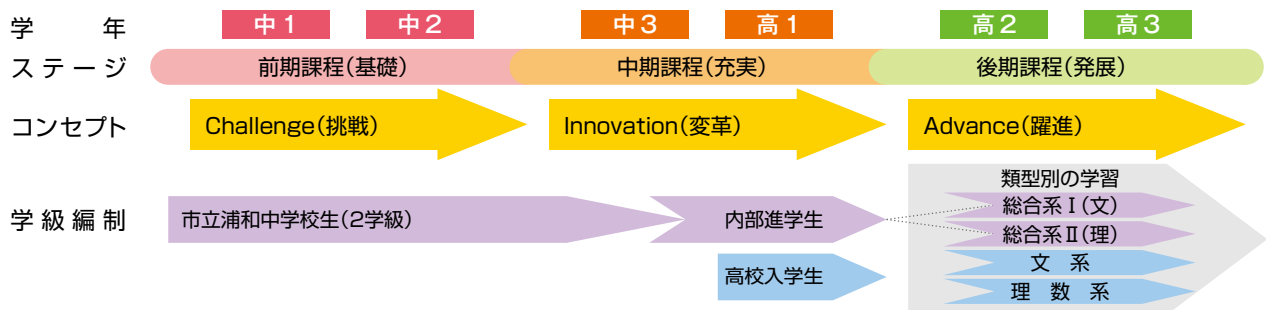 学年 中1 中2 中3 高1 高2 高3
ステージ 前期課程(基礎) 中期課程(充実) 後期課程(発展)
コンセプト Challenge(挑戦) Innovation(変革) Advance(躍進)
学級編制 市立浦和中学校生(2学級) 内部進学生
高校入学生
類型別の学習
総合系Ⅰ(文)
総合系Ⅱ(理)
文系
理数系